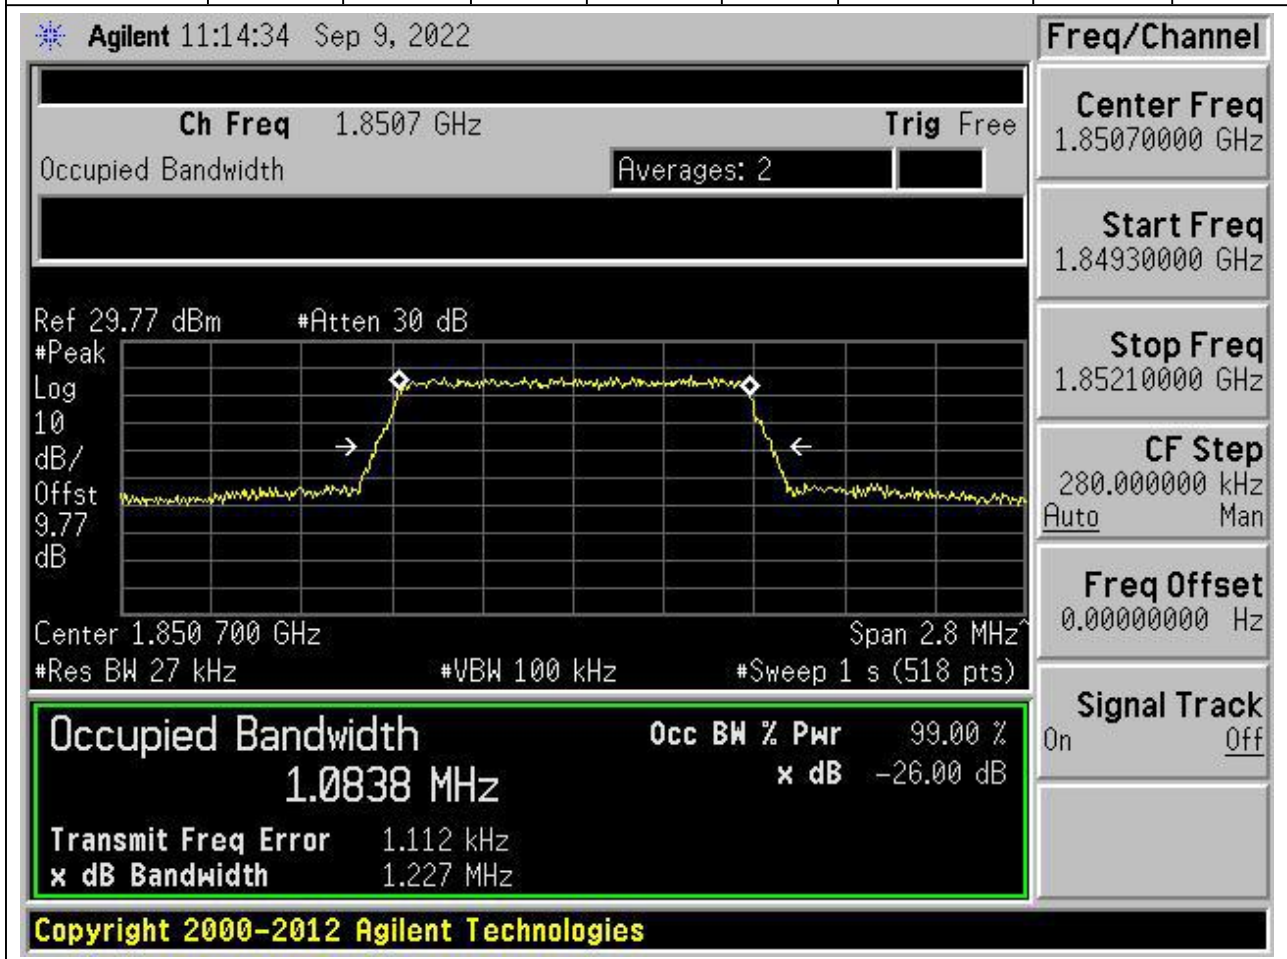 Agilent 11:14:34 Sep 9, 2022
Freq/Channel
Ch Freq 1.8507 GHz Trig Free
Occupied Bandwidth Averages: 2
Center Freq
1.85070000 GHz
Start Freq
1.84930000 GHz
Stop Freq
1.85210000 GHz
CF Step
280.000000 kHz
Auto Man
Freq Offset
0.00000000 Hz
Signal Track
On Off
Ref 29.77 dBm #Atten 30 dB
#Peak
Log
10
dB/
Offst
9.77
dB
Center 1.850 700 GHz Span 2.8 MHz^
#Res BW 27 kHz #VBW 100 kHz #Sweep 1 s (518 pts)
Occupied Bandwidth Occ BW % Pwr 99.00 %
1.0838 MHz x dB -26.00 dB
Transmit Freq Error 1.112 kHz
x dB Bandwidth 1.227 MHz
Copyright 2000-2012 Agilent Technologies